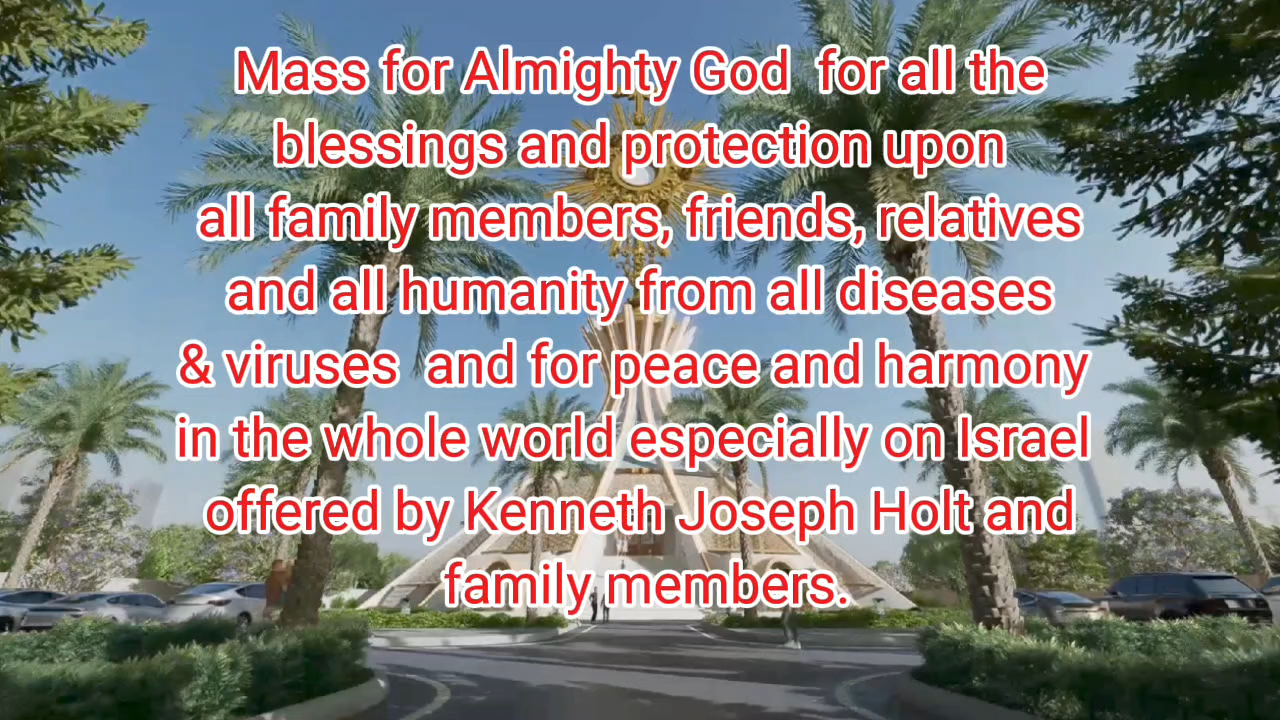 Mass for Almighty God  for all the
blessings and protection upon
all family members, friends, relatives
and all humanity from all diseases
& viruses  and for peace and harmony
in the whole world especially on Israel
offered by Kenneth Joseph Holt and
family members.